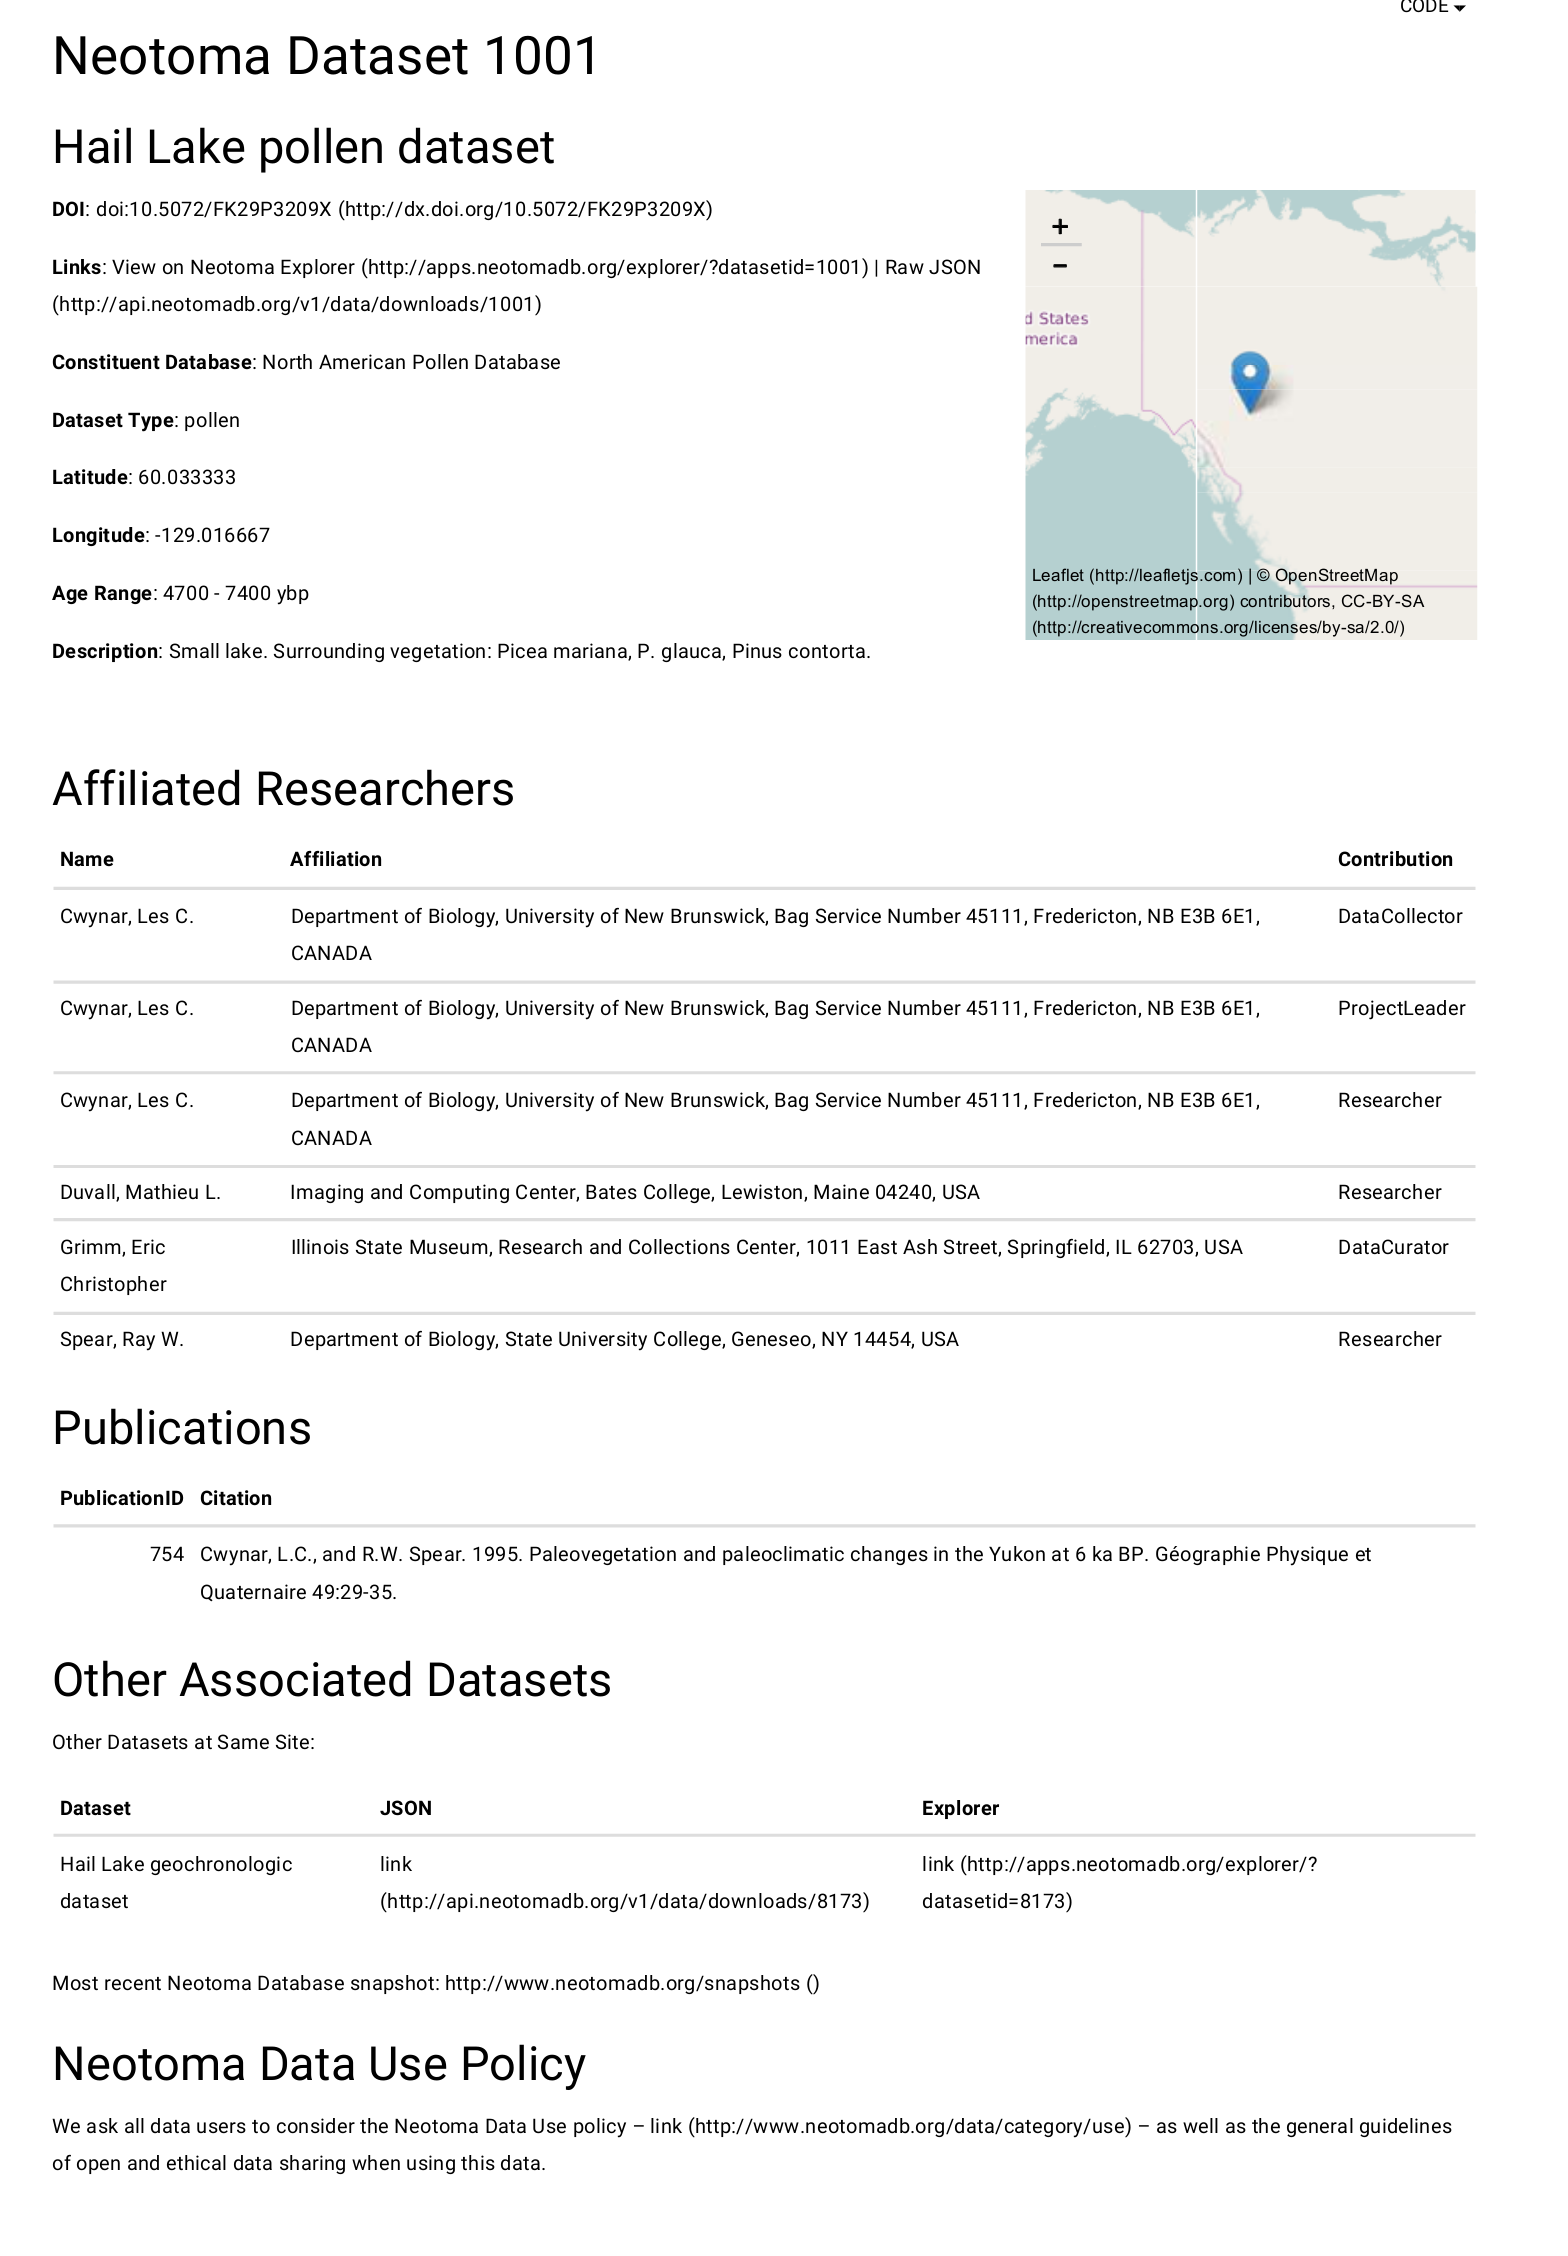 CODE
Neotoma Dataset 1001
Hail Lake pollen dataset
DOI: doi:10.5072/FK29P3209X (http://dx.doi.org/10.5072/FK29P3209X)
Links: View on Neotoma Explorer (http://apps.neotomadb.org/explorer/?datasetid=1001) | Raw JSON
(http://api.neotomadb.org/v1/data/downloads/1001)
Constituent Database: North American Pollen Database
Dataset Type: pollen
Latitude: 60.033333
Longitude: -129.016667
Age Range: 4700 - 7400 ybp
Description: Small lake. Surrounding vegetation: Picea mariana, P. glauca, Pinus contorta.
+
−
d States
merica
Leaflet (http://leafletjs.com) | © OpenStreetMap
(http://openstreetmap.org) contributors, CC-BY-SA
(http://creativecommons.org/licenses/by-sa/2.0/)
Affiliated Researchers
Name Affiliation Contribution
Cwynar, Les C. Department of Biology, University of New Brunswick, Bag Service Number 45111, Fredericton, NB E3B 6E1, DataCollector
CANADA
Cwynar, Les C. Department of Biology, University of New Brunswick, Bag Service Number 45111, Fredericton, NB E3B 6E1, ProjectLeader
CANADA
Cwynar, Les C. Department of Biology, University of New Brunswick, Bag Service Number 45111, Fredericton, NB E3B 6E1, Researcher
CANADA
Duvall, Mathieu L. Imaging and Computing Center, Bates College, Lewiston, Maine 04240, USA Researcher
Grimm, Eric Illinois State Museum, Research and Collections Center, 1011 East Ash Street, Springfield, IL 62703, USA DataCurator
Christopher
Spear, Ray W. Department of Biology, State University College, Geneseo, NY 14454, USA Researcher
Publications
PublicationID Citation
754 Cwynar, L.C., and R.W. Spear. 1995. Paleovegetation and paleoclimatic changes in the Yukon at 6 ka BP. Géographie Physique et
Quaternaire 49:29-35.
Other Associated Datasets
Other Datasets at Same Site:
Dataset JSON Explorer
Hail Lake geochronologic link link (http://apps.neotomadb.org/explorer/?
dataset (http://api.neotomadb.org/v1/data/downloads/8173) datasetid=8173)
Most recent Neotoma Database snapshot: http://www.neotomadb.org/snapshots ()
Neotoma Data Use Policy
We ask all data users to consider the Neotoma Data Use policy – link (http://www.neotomadb.org/data/category/use) – as well as the general guidelines
of open and ethical data sharing when using this data.